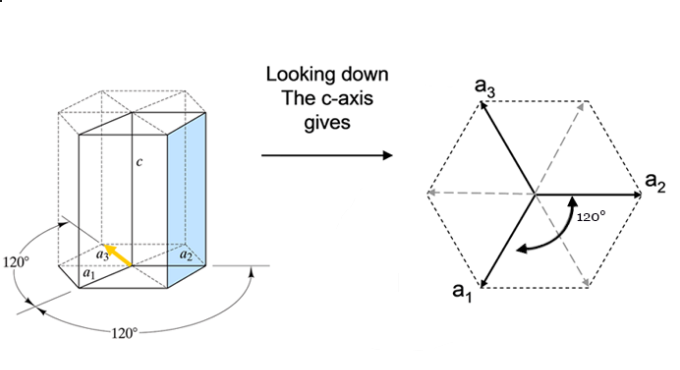 Looking down
The c-axis
gives
c
a3
a2
a1
120°
120°
a3
a2
120°
a1